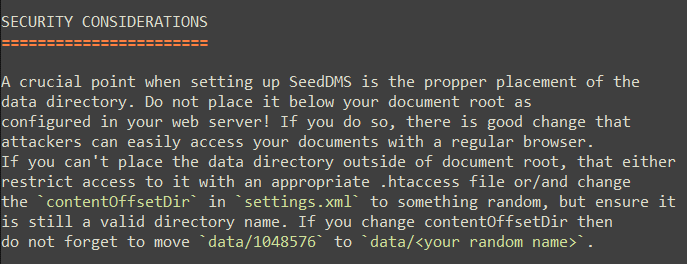 SECURITY CONSIDERATIONS
=======================
A crucial point when setting up SeedDMS is the propper placement of the
data directory. Do not place it below your document root as
configured in your web server! If you do so, there is good change that
attackers can easily access your documents with a regular browser.
If you can't place the data directory outside of document root, that either
restrict access to it with an appropriate .htaccess file or/and change
the `contentOffsetDir` in `settings.xml` to something random, but ensure it
is still a valid directory name. If you change contentOffsetDir then
do not forget to move `data/1048576` to `data/<your random name>`.